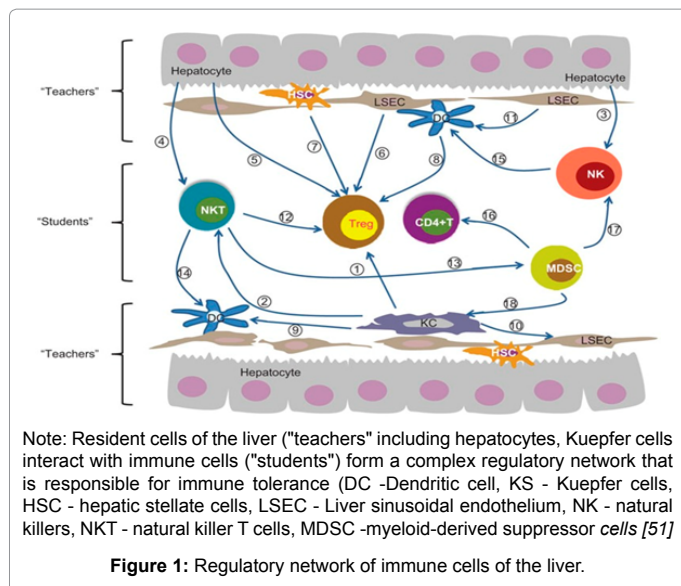 Hepatocyte
Hepatocyte
"Teachers"
HSC
LSEC
LSEC
DC
11
3
4
5
7
6
8
15
NK
"Students"
NKT
12
Treg
CD4+T
16
17
MDSC
14
2
1
13
18
DC
9
KC
10
LSEC
"Teachers"
HSC
Hepatocyte
Note: Resident cells of the liver ("teachers" including hepatocytes, Kuepfer cells
interact with immune cells ("students") form a complex regulatory network that
is responsible for immune tolerance (DC -Dendritic cell, KS - Kuepfer cells,
HSC - hepatic stellate cells, LSEC - Liver sinusoidal endothelium, NK - natural
killers, NKT - natural killer T cells, MDSC -myeloid-derived suppressor cells [51]
Figure 1: Regulatory network of immune cells of the liver.